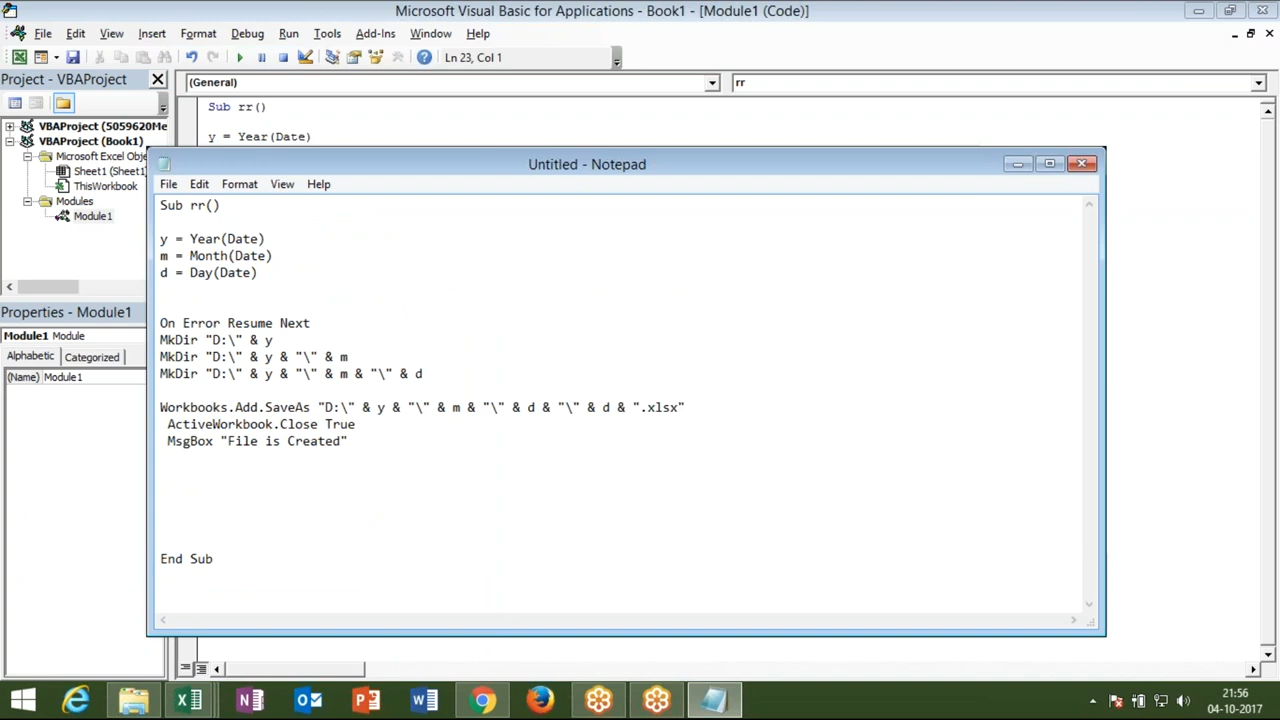 Microsoft Visual Basic for Applications - Book1 - [Module1 (Code)]
File Edit View Insert Format Debug Run Tools Add-Ins Window Help
Ln 23, Col 1
Project - VBAProject
(General)
rr
Sub rr()
y = Year(Date)
VBAProject (5059620Me
VBAProject (Book1)
Microsoft Excel Obje
Sheet1 (Sheet1)
ThisWorkbook
Modules
Module1
Untitled - Notepad
File Edit Format View Help
Sub rr()
y = Year(Date)
m = Month(Date)
d = Day(Date)
On Error Resume Next
MkDir "D:\" & y
MkDir "D:\" & y & "\" & m
MkDir "D:\" & y & "\" & m & "\" & d
Workbooks.Add.SaveAs "D:\" & y & "\" & m & "\" & d & "\" & d & ".xlsx"
ActiveWorkbook.Close True
MsgBox "File is Created"
End Sub
Properties - Module1
Module1 Module
Alphabetic Categorized
(Name) Module1
21:56
04-10-2017